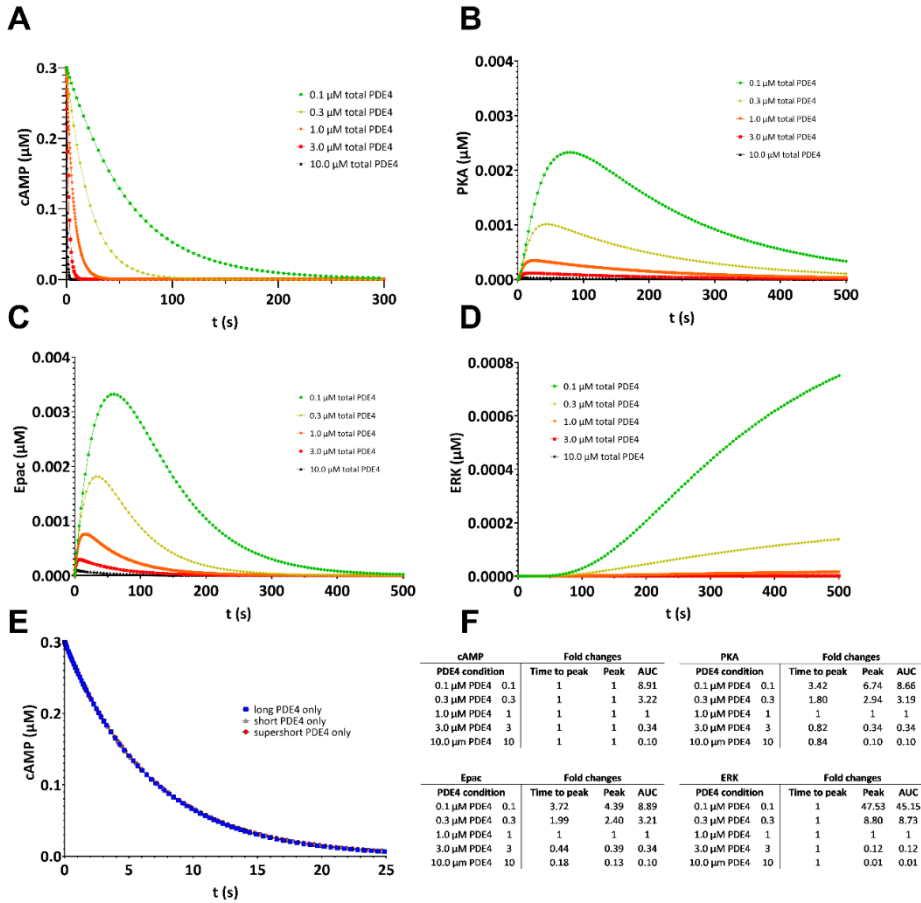 A
0.3
0.2
0.1
0.0
cAMP (μM)
0
100
200
300
t (s)
0.1 μM total PDE4
0.3 μM total PDE4
1.0 μM total PDE4
3.0 μM total PDE4
10.0 μM total PDE4
B
0.004
0.003
0.002
0.001
0.000
PKA (μM)
0
100
200
300
400
500
t (s)
0.1 μM total PDE4
0.3 μM total PDE4
1.0 μM total PDE4
3.0 μM total PDE4
10.0 μM total PDE4
C
0.004
0.003
0.002
0.001
0.000
Epac (μM)
0
100
200
300
400
500
t (s)
0.1 μM total PDE4
0.3 μM total PDE4
1.0 μM total PDE4
3.0 μM total PDE4
10.0 μM total PDE4
D
0.0008
0.0006
0.0004
0.0002
0.0000
ERK (μM)
0
100
200
300
400
500
t (s)
0.1 μM total PDE4
0.3 μM total PDE4
1.0 μM total PDE4
3.0 μM total PDE4
10.0 μM total PDE4
E
0.3
0.2
0.1
0.0
cAMP (μM)
0
5
10
15
20
25
t (s)
long PDE4 only
short PDE4 only
supershort PDE4 only
F
cAMP Fold changes
PDE4 condition Time to peak Peak AUC
0.1 μM PDE4 0.1 1 1 8.91
0.3 μM PDE4 0.3 1 1 3.22
1.0 μM PDE4 1 1 1 1
3.0 μM PDE4 3 1 1 0.34
10.0 μm PDE4 10 1 1 0.10
PKA Fold changes
PDE4 condition Time to peak Peak AUC
0.1 μM PDE4 0.1 3.42 6.74 8.66
0.3 μM PDE4 0.3 1.80 2.94 3.19
1.0 μM PDE4 1 1 1 1
3.0 μM PDE4 3 0.82 0.34 0.34
10.0 μm PDE4 10 0.84 0.10 0.10
Epac Fold changes
PDE4 condition Time to peak Peak AUC
0.1 μM PDE4 0.1 3.72 4.39 8.89
0.3 μM PDE4 0.3 1.99 2.40 3.21
1.0 μM PDE4 1 1 1 1
3.0 μM PDE4 3 0.44 0.39 0.34
10.0 μm PDE4 10 0.18 0.13 0.10
ERK Fold changes
PDE4 condition Time to peak Peak AUC
0.1 μM PDE4 0.1 1 47.53 45.15
0.3 μM PDE4 0.3 1 8.80 8.73
1.0 μM PDE4 1 1 1 1
3.0 μM PDE4 3 1 0.12 0.12
10.0 μm PDE4 10 1 0.01 0.01